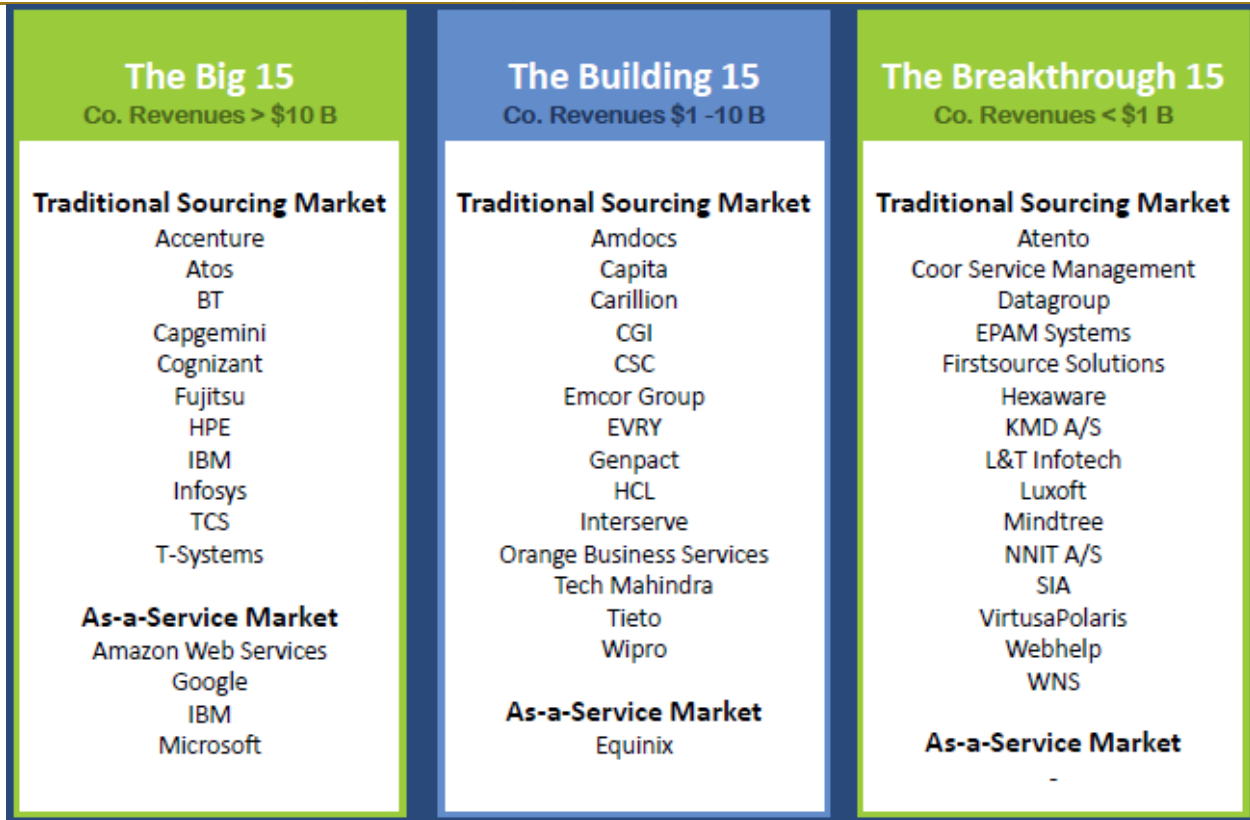 The Big 15
Co. Revenues > $10 B
Traditional Sourcing Market
Accenture
Atos
BT
Capgemini
Cognizant
Fujitsu
HPE
IBM
Infosys
TCS
T-Systems
As-a-Service Market
Amazon Web Services
Google
IBM
Microsoft
The Building 15
Co. Revenues $1 -10 B
Traditional Sourcing Market
Amdocs
Capita
Carillion
CGI
CSC
Emcor Group
EVRY
Genpact
HCL
Interserve
Orange Business Services
Tech Mahindra
Tieto
Wipro
As-a-Service Market
Equinix
The Breakthrough 15
Co. Revenues < $1 B
Traditional Sourcing Market
Atento
Coor Service Management
Datagroup
EPAM Systems
Firstsource Solutions
Hexaware
KMD A/S
L&T Infotech
Luxoft
Mindtree
NNIT A/S
SIA
VirtusaPolaris
Webhelp
WNS
As-a-Service Market
-